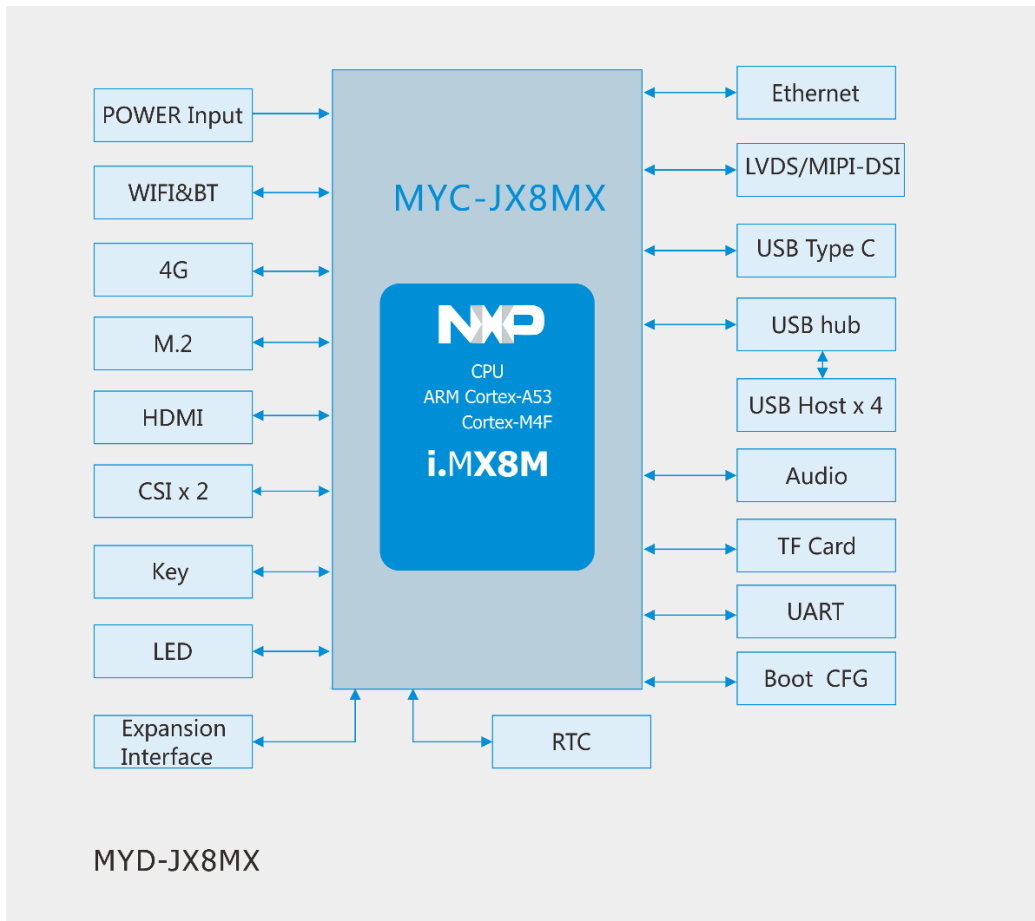 POWER Input
WIFI&BT
4G
M.2
HDMI
CSI x 2
Key
LED
Expansion
Interface
MYC-JX8MX
NXP
CPU
ARM Cortex-A53
Cortex-M4F
i.MX8M
Ethernet
LVDS/MIPI-DSI
USB Type C
USB hub
USB Host x 4
Audio
TF Card
UART
Boot CFG
RTC
MYD-JX8MX